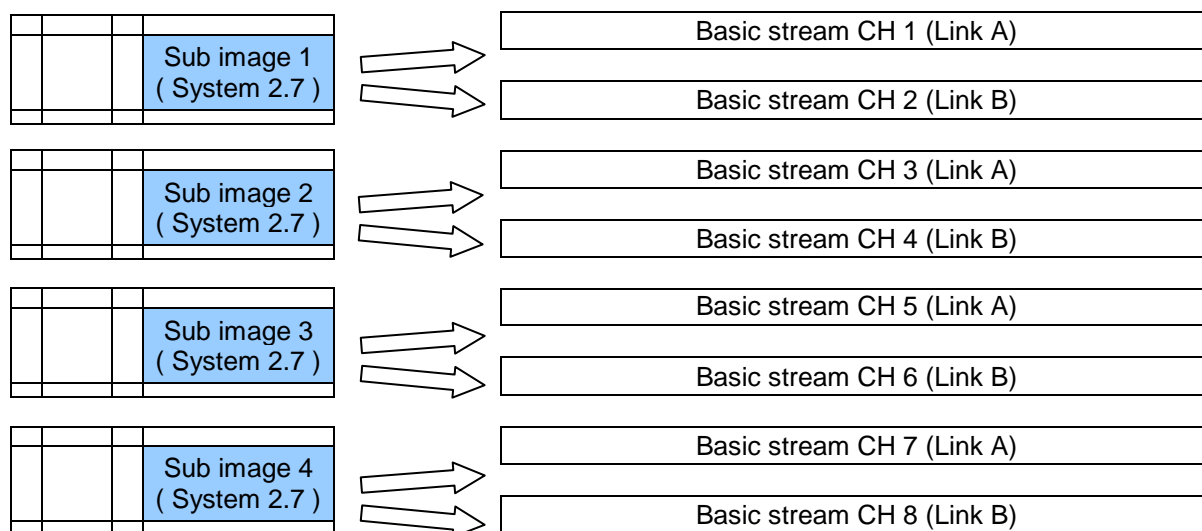 Sub image 1
( System 2.7 )
Basic stream CH 1 (Link A)
Basic stream CH 2 (Link B)
Sub image 2
( System 2.7 )
Basic stream CH 3 (Link A)
Basic stream CH 4 (Link B)
Sub image 3
( System 2.7 )
Basic stream CH 5 (Link A)
Basic stream CH 6 (Link B)
Sub image 4
( System 2.7 )
Basic stream CH 7 (Link A)
Basic stream CH 8 (Link B)